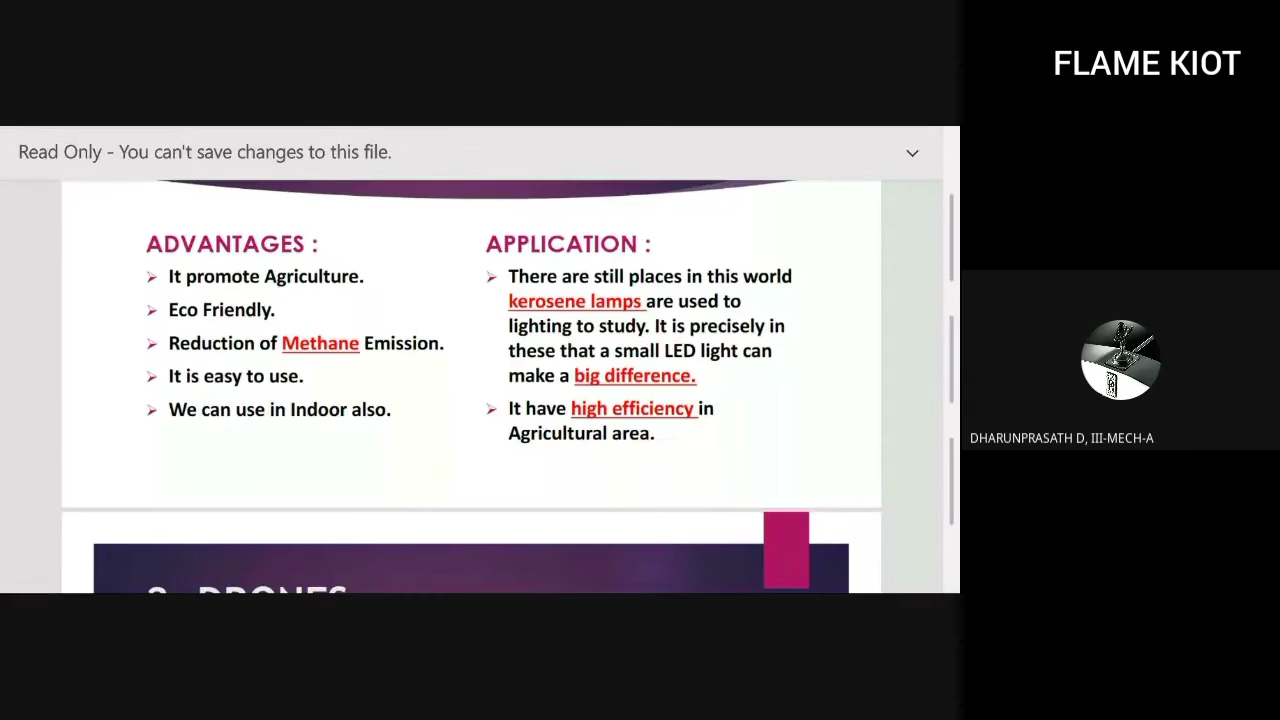 FLAME KIOT
Read Only - You can't save changes to this file.
ADVANTAGES :
It promote Agriculture.
Eco Friendly.
Reduction of Methane Emission.
It is easy to use.
We can use in Indoor also.
APPLICATION :
There are still places in this world
kerosene lamps are used to
lighting to study. It is precisely in
these that a small LED light can
make a big difference.
It have high efficiency in
Agricultural area.
DRONES
DHARUNPRASATH D, III-MECH-A